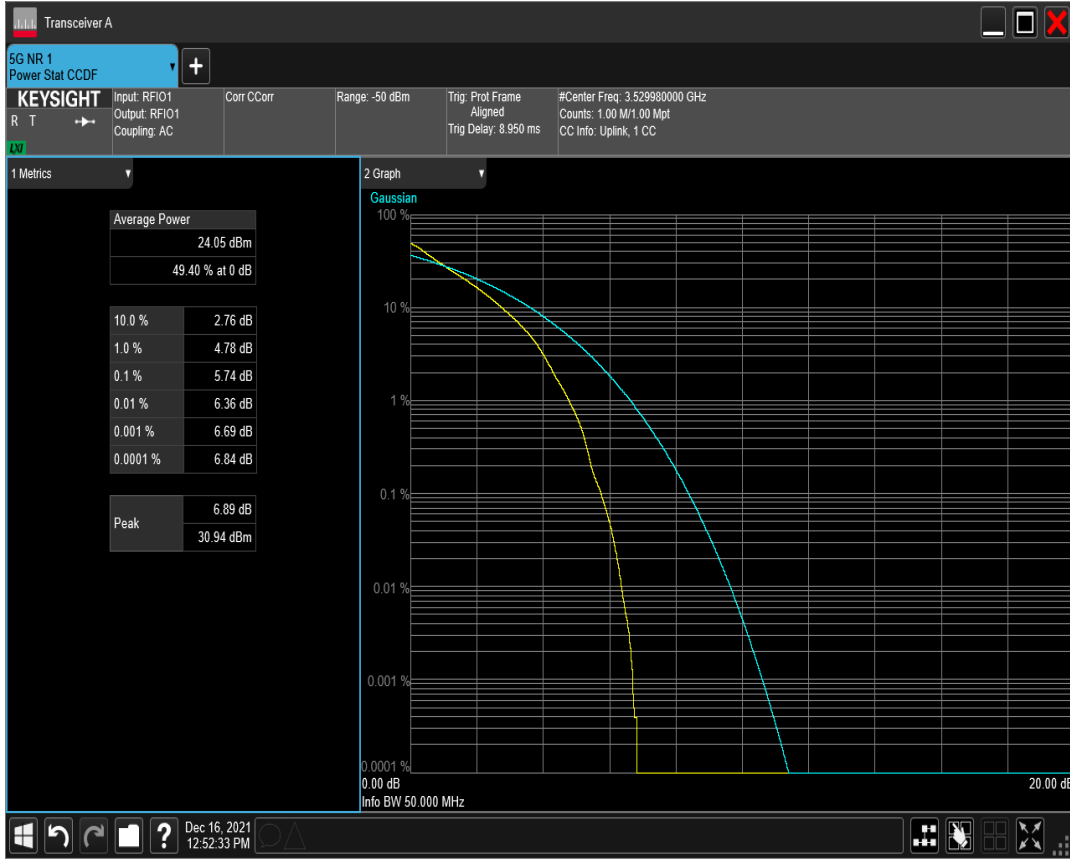 Transceiver A
5G NR 1
Power Stat CCDF
KEYSIGHT
R T
LXI
Input: RFIO1
Output: RFIO1
Coupling: AC
Corr CCorr
Range: -50 dBm
Trig: Prot Frame
Aligned
Trig Delay: 8.950 ms
#Center Freq: 3.529980000 GHz
Counts: 1.00 M/1.00 Mpt
CC Info: Uplink, 1 CC
1 Metrics
Average Power
24.05 dBm
49.40 % at 0 dB
10.0 % 2.76 dB
1.0 % 4.78 dB
0.1 % 5.74 dB
0.01 % 6.36 dB
0.001 % 6.69 dB
0.0001 % 6.84 dB
Peak
6.89 dB
30.94 dBm
2 Graph
Gaussian
100 %
10 %
1 %
0.1 %
0.01 %
0.001 %
0.0001 %
0.00 dB 20.00 dB
Info BW 50.000 MHz
?
Dec 16, 2021
12:52:33 PM